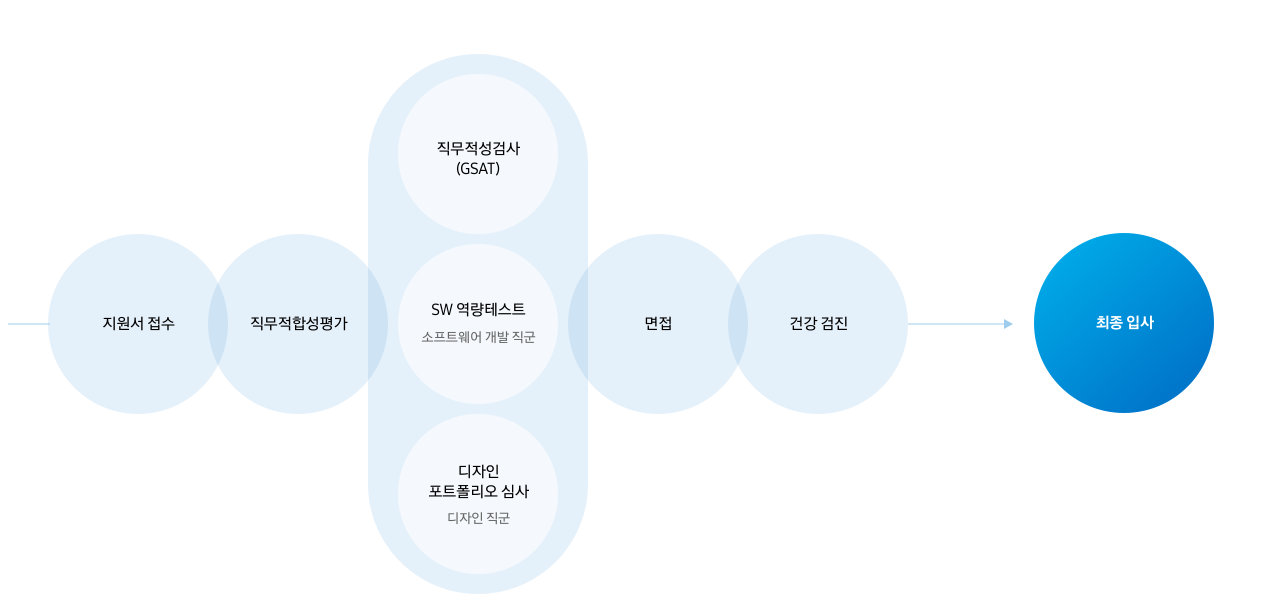 지원서 접수
직무적합성평가
직무적성검사
(GSAT)
SW 역량테스트
소프트웨어 개발 직군
디자인
포트폴리오 심사
디자인 직군
면접
건강 검진
최종 입사